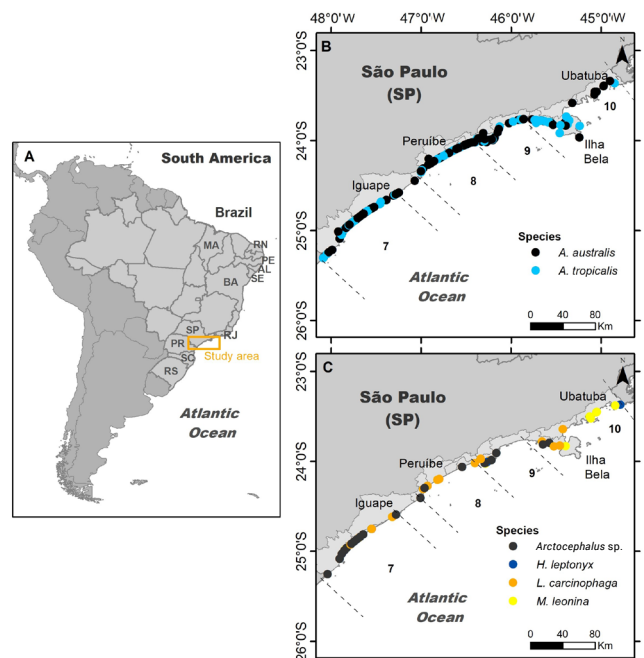 A
South America
Brazil
MA
RN
PE
AL
SE
BA
SP
RJ
PR
Study area
SC
RS
Atlantic
Ocean
48°0'W 47°0'W 46°0'W 45°0'W
B
23°0'S
24°0'S
25°0'S
26°0'S
São Paulo
(SP)
Ubatuba
10
Peruíbe
9
Ilha
Bela
8
Iguape
7
Species
A. australis
A. tropicalis
Atlantic
Ocean
0 40 80
Km
C
23°0'S
24°0'S
25°0'S
26°0'S
São Paulo
(SP)
Ubatuba
10
Peruíbe
9
Ilha
Bela
8
Iguape
7
Species
Arctocephalus sp.
H. leptonyx
L. carcinophaga
M. leonina
Atlantic
Ocean
0 40 80
Km